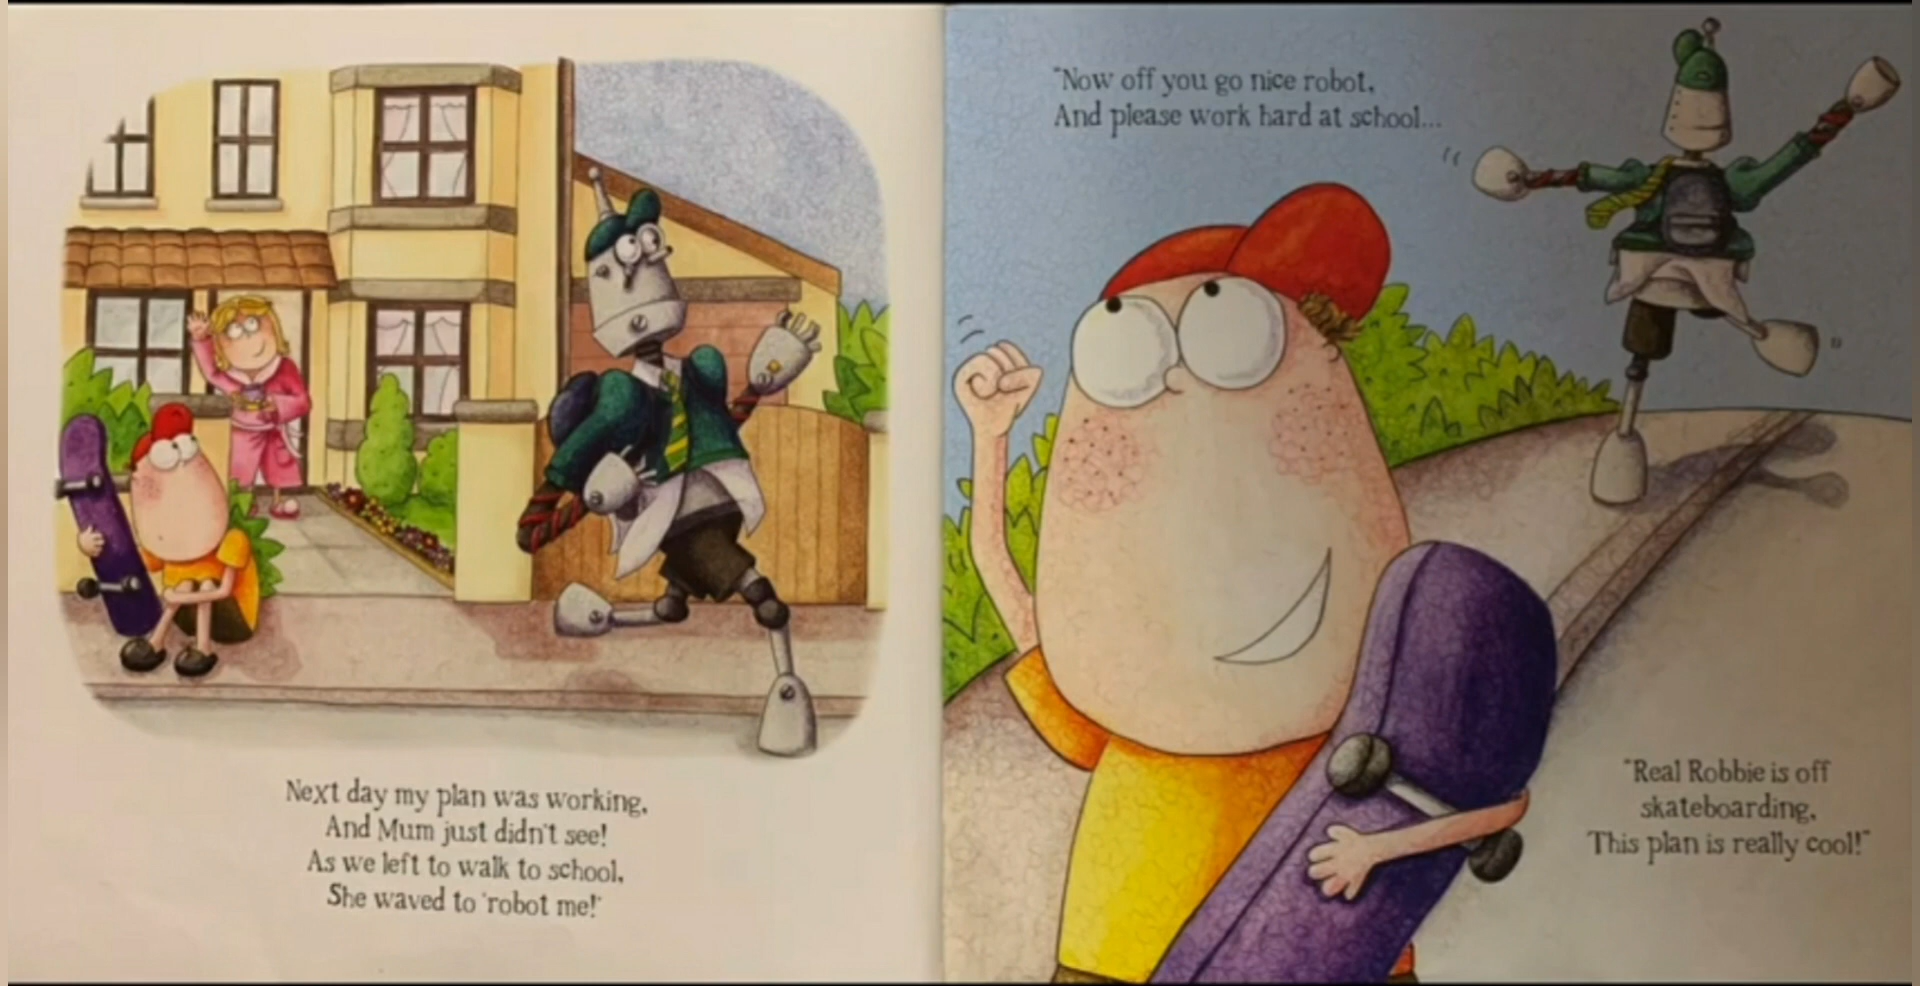 Next day my plan was working,
And Mum just didn't see!
As we left to walk to school,
She waved to 'robot me!'
"Now off you go nice robot,
And please work hard at school...
"Real Robbie is off
skateboarding,
This plan is really cool!"